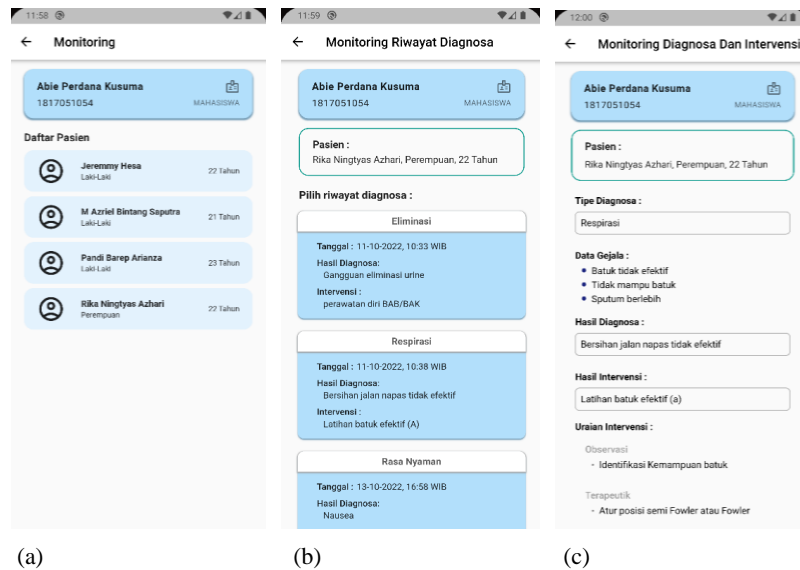 11:58
Monitoring
Abie Perdana Kusuma
1817051054
MAHASISWA
Daftar Pasien
Jeremmy Hesa
Laki-Laki
22 Tahun
M Azriel Bintang Saputra
Laki-Laki
21 Tahun
Pandi Barep Arianza
Laki-Laki
23 Tahun
Rika Ningtyas Azhari
Perempuan
22 Tahun
(a)
11:59
Monitoring Riwayat Diagnosa
Abie Perdana Kusuma
1817051054
MAHASISWA
Pasien :
Rika Ningtyas Azhari, Perempuan, 22 Tahun
Pilih riwayat diagnosa :
Eliminasi
Tanggal : 11-10-2022, 10:33 WIB
Hasil Diagnosa:
Gangguan eliminasi urine
Intervensi :
perawatan diri BAB/BAK
Respirasi
Tanggal : 11-10-2022, 10:38 WIB
Hasil Diagnosa:
Bersihan jalan napas tidak efektif
Intervensi :
Latihan batuk efektif (A)
Rasa Nyaman
Tanggal : 13-10-2022, 16:58 WIB
Hasil Diagnosa:
Nausea
(b)
12:00
Monitoring Diagnosa Dan Intervensi
Abie Perdana Kusuma
1817051054
MAHASISWA
Pasien :
Rika Ningtyas Azhari, Perempuan, 22 Tahun
Tipe Diagnosa :
Respirasi
Data Gejala :
• Batuk tidak efektif
• Tidak mampu batuk
• Sputum berlebih
Hasil Diagnosa :
Bersihan jalan napas tidak efektif
Hasil Intervensi :
Latihan batuk efektif (a)
Uraian Intervensi :
Observasi
- Identifikasi Kemampuan batuk
Terapeutik
- Atur posisi semi Fowler atau Fowler
(c)